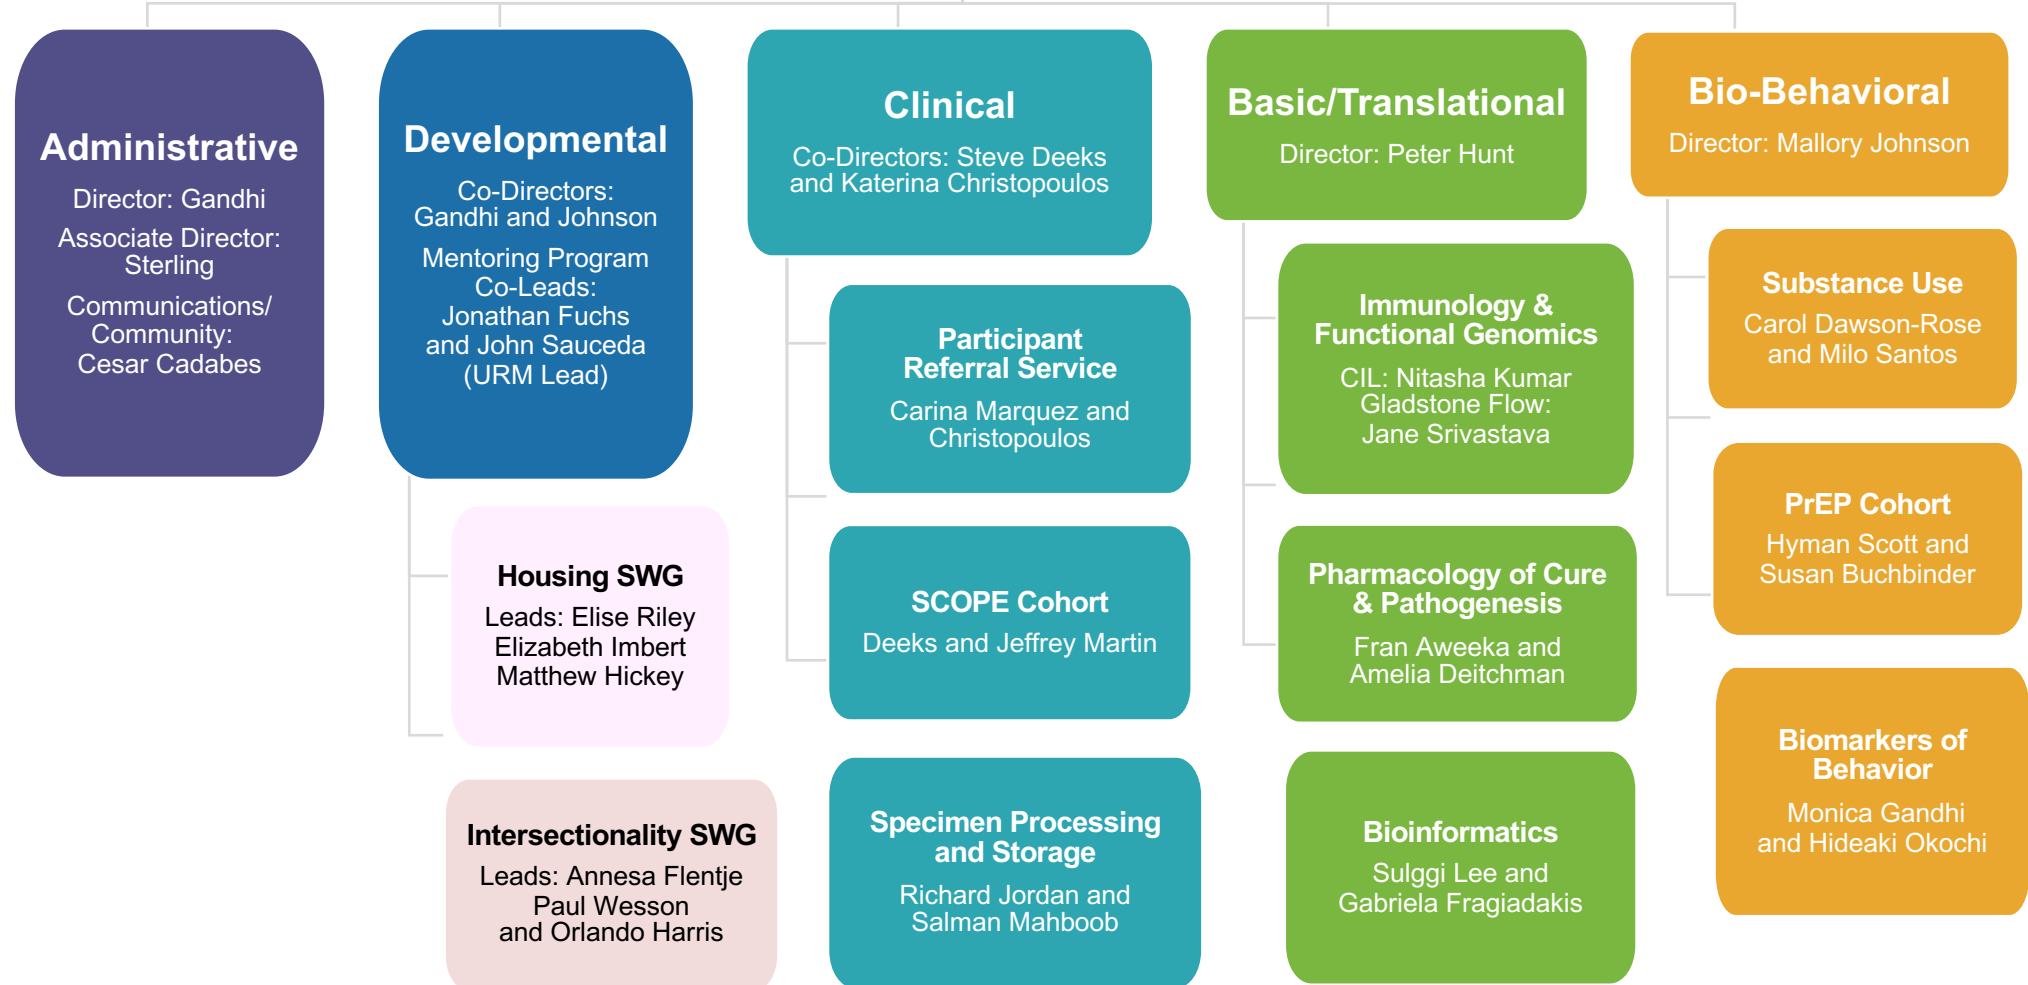 Administrative
Director: Gandhi
Associate Director:
Sterling
Communications/
Community:
Cesar Cadabes
Developmental
Co-Directors:
Gandhi and Johnson
Mentoring Program
Co-Leads:
Jonathan Fuchs
and John Sauceda
(URM Lead)
Housing SWG
Leads: Elise Riley
Elizabeth Imbert
Matthew Hickey
Intersectionality SWG
Leads: Annesa Flentje
Paul Wesson
and Orlando Harris
Clinical
Co-Directors: Steve Deeks
and Katerina Christopoulos
Participant
Referral Service
Carina Marquez and
Christopoulos
SCOPE Cohort
Deeks and Jeffrey Martin
Specimen Processing
and Storage
Richard Jordan and
Salman Mahboob
Basic/Translational
Director: Peter Hunt
Immunology &
Functional Genomics
CIL: Nitasha Kumar
Gladstone Flow:
Jane Srivastava
Pharmacology of Cure
& Pathogenesis
Fran Aweeka and
Amelia Deitchman
Bioinformatics
Sulggi Lee and
Gabriela Fragiadakis
Bio-Behavioral
Director: Mallory Johnson
Substance Use
Carol Dawson-Rose
and Milo Santos
PrEP Cohort
Hyman Scott and
Susan Buchbinder
Biomarkers of
Behavior
Monica Gandhi
and Hideaki Okochi